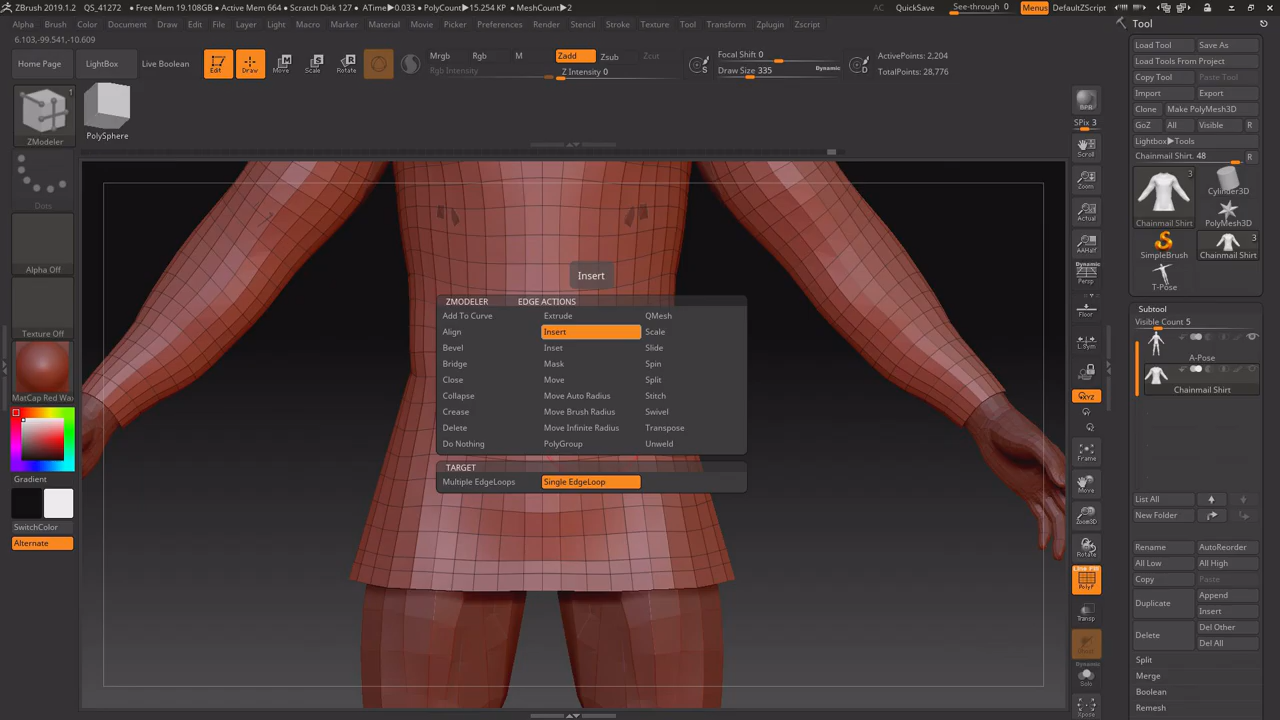 ZBrush 2019.1.2 QS_41272 • Free Mem 19.108GB • Active Mem 664 • Scratch Disk 127 • ATime▶0.033 • PolyCount▶15.254 KP • MeshCount▶2 AC QuickSave See-through 0 Menus DefaultZScript
Alpha Brush Color Document Draw Edit File Layer Light Macro Marker Material Movie Picker Preferences Render Stencil Stroke Texture Tool Transform Zplugin Zscript
6.103,-99.541,-10.609
Home Page LightBox Live Boolean
Edit Draw Move Scale Rotate
Mrgb Rgb M Zadd Zsub Zcut
Rgb Intensity Z Intensity 0
Focal Shift 0
Draw Size 335 Dynamic
S D
ActivePoints: 2,204
TotalPoints: 28,776
1
ZModeler
PolySphere
Dots
Alpha Off
Texture Off
MatCap Red Wax
Gradient
SwitchColor
Alternate
Insert
ZMODELER EDGE ACTIONS
Add To Curve Extrude QMesh
Align Insert Scale
Bevel Inset Slide
Bridge Mask Spin
Close Move Split
Collapse Move Auto Radius Stitch
Crease Move Brush Radius Swivel
Delete Move Infinite Radius Transpose
Do Nothing PolyGroup Unweld
TARGET
Multiple EdgeLoops Single EdgeLoop
BPR
SPix 3
Scroll
Zoom
Actual
AAHalf
Dynamic
Persp
Floor
L.Sym
XYZ
Frame
Move
Zoom3D
Rotate
Line Fill
PolyF
Transp
Dynamic
Solo
Xpose
Tool
Load Tool Save As
Load Tools From Project
Copy Tool Paste Tool
Import Export
Clone Make PolyMesh3D
GoZ All Visible R
Lightbox▶Tools
Chainmail Shirt. 48 R
3
Cylinder3D
Chainmail Shirt PolyMesh3D
3
SimpleBrush Chainmail Shirt
T-Pose
Subtool
Visible Count 5
A-Pose
Chainmail Shirt
List All
New Folder
Rename AutoReorder
All Low All High
Copy Paste
Duplicate Append
Insert
Delete Del Other
Del All
Split
Merge
Boolean
Remesh